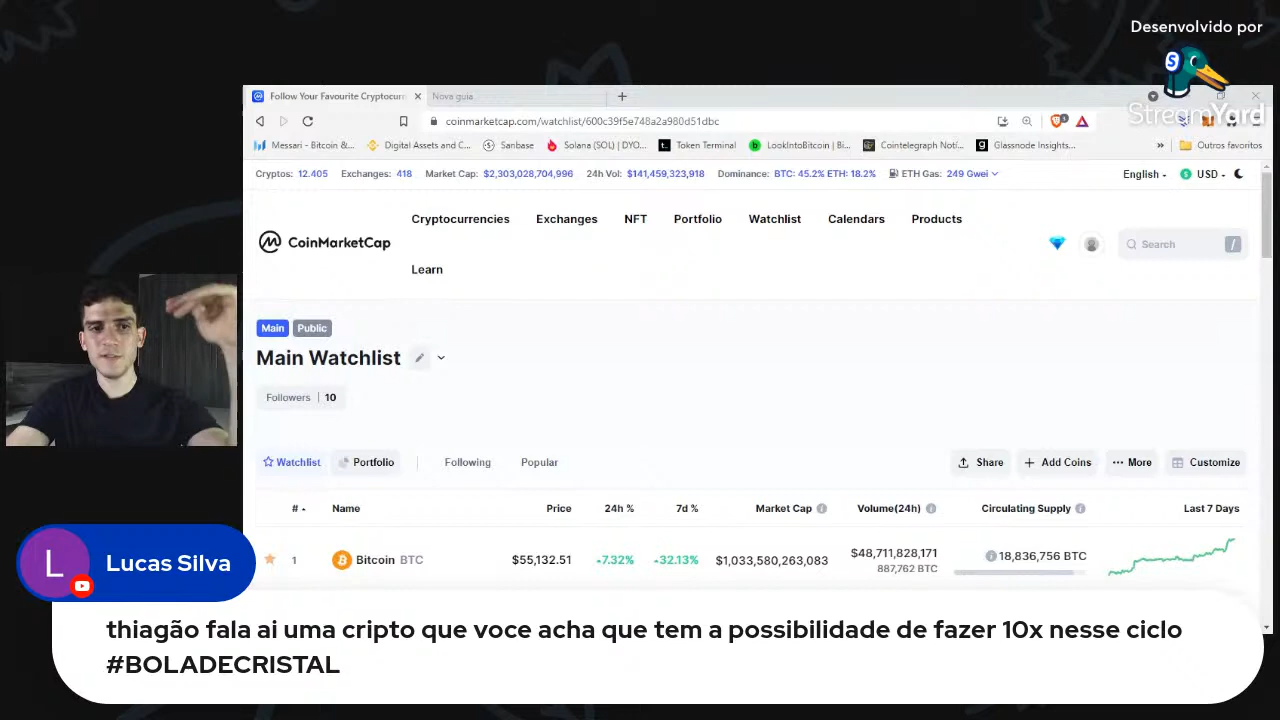 Desenvolvido por
S
StreamYard
Follow Your Favourite Cryptocurr
Nova guia
coinmarketcap.com/watchlist/600c39f5e748a2a980d51dbc
Messari - Bitcoin &... Digital Assets and C... Sanbase Solana (SOL) | DYO... t. Token Terminal LookIntoBitcoin | Bi... Cointelegraph Notí... g Glassnode Insights... » Outros favoritos
Cryptos: 12.405 Exchanges: 418 Market Cap: $2,303,028,704,996 24h Vol: $141,459,323,918 Dominance: BTC: 45.2% ETH: 18.2% ETH Gas: 249 Gwei English USD
Cryptocurrencies Exchanges NFT Portfolio Watchlist Calendars Products
CoinMarketCap
Search /
Learn
Main Public
Main Watchlist
Followers | 10
Watchlist Portfolio Following Popular Share + Add Coins ••• More Customize
# Name Price 24h % 7d % Market Cap Volume(24h) Circulating Supply Last 7 Days
1 Bitcoin BTC $55,132.51 7.32% 32.13% $1,033,580,263,083 $48,711,828,171 18,836,756 BTC
887,762 BTC
L Lucas Silva
thiagão fala ai uma cripto que voce acha que tem a possibilidade de fazer 10x nesse ciclo
#BOLADECRISTAL